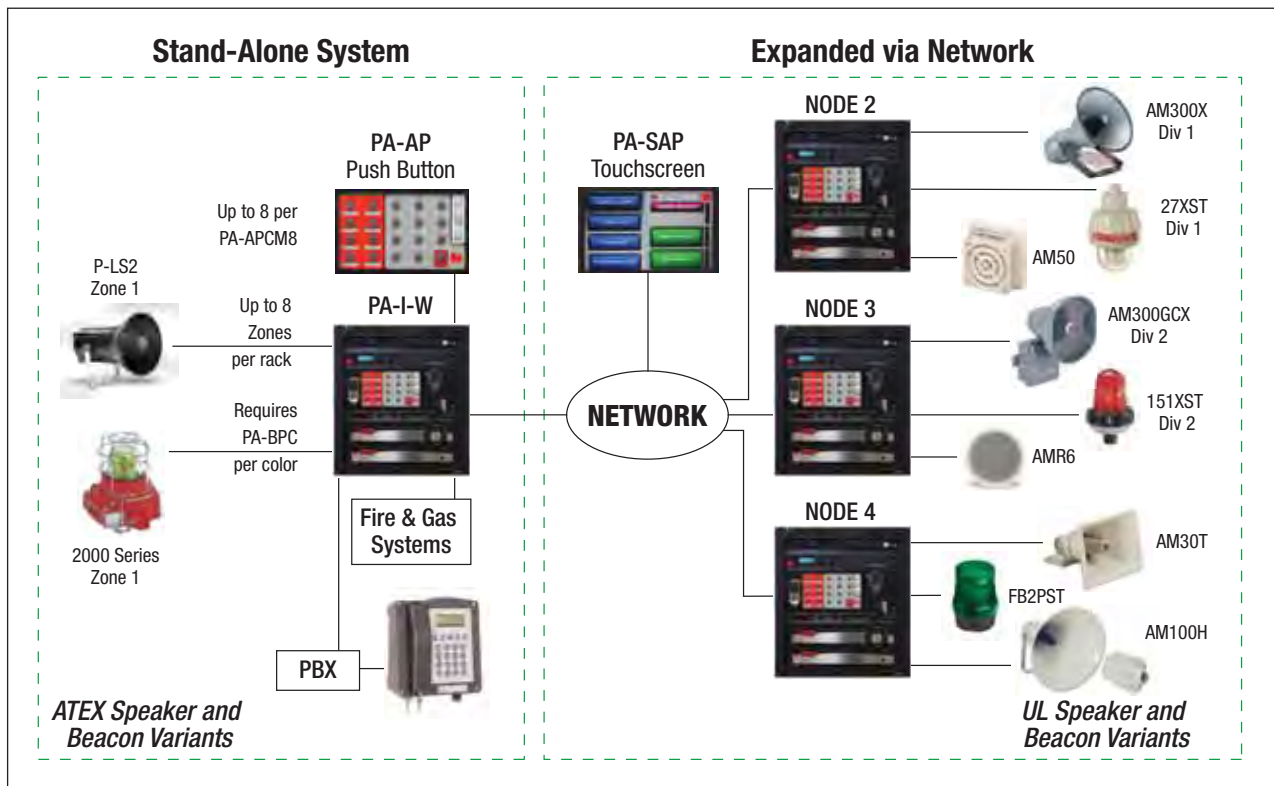 Stand-Alone System
Expanded via Network
PA-AP
Push Button
Up to 8 per
PA-APCM8
P-LS2
Zone 1
Up to 8
Zones
per rack
PA-I-W
Requires
PA-BPC
per color
2000 Series
Zone 1
Fire & Gas
Systems
PBX
ATEX Speaker and
Beacon Variants
PA-SAP
Touchscreen
NETWORK
NODE 2
AM300X
Div 1
27XST
Div 1
AM50
NODE 3
AM300GCX
Div 2
151XST
Div 2
AMR6
NODE 4
AM30T
FB2PST
AM100H
UL Speaker and
Beacon Variants